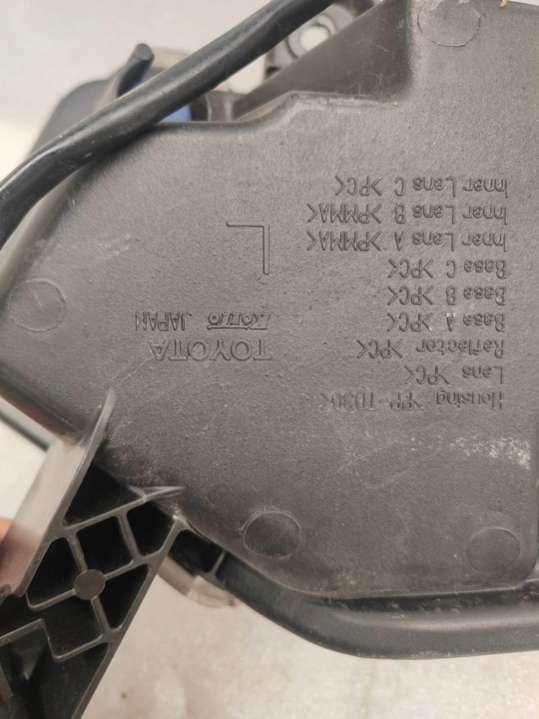 Housing >PP-TD30<
Lens >PC<
Reflector >PC<
Base A >PC<
Base B >PC<
Base C >PC<
Inner Lens A >PMMA<
Inner Lens B >PMMA<
Inner Lens C >PC<
TOYOTA
KOITO JAPAN
L